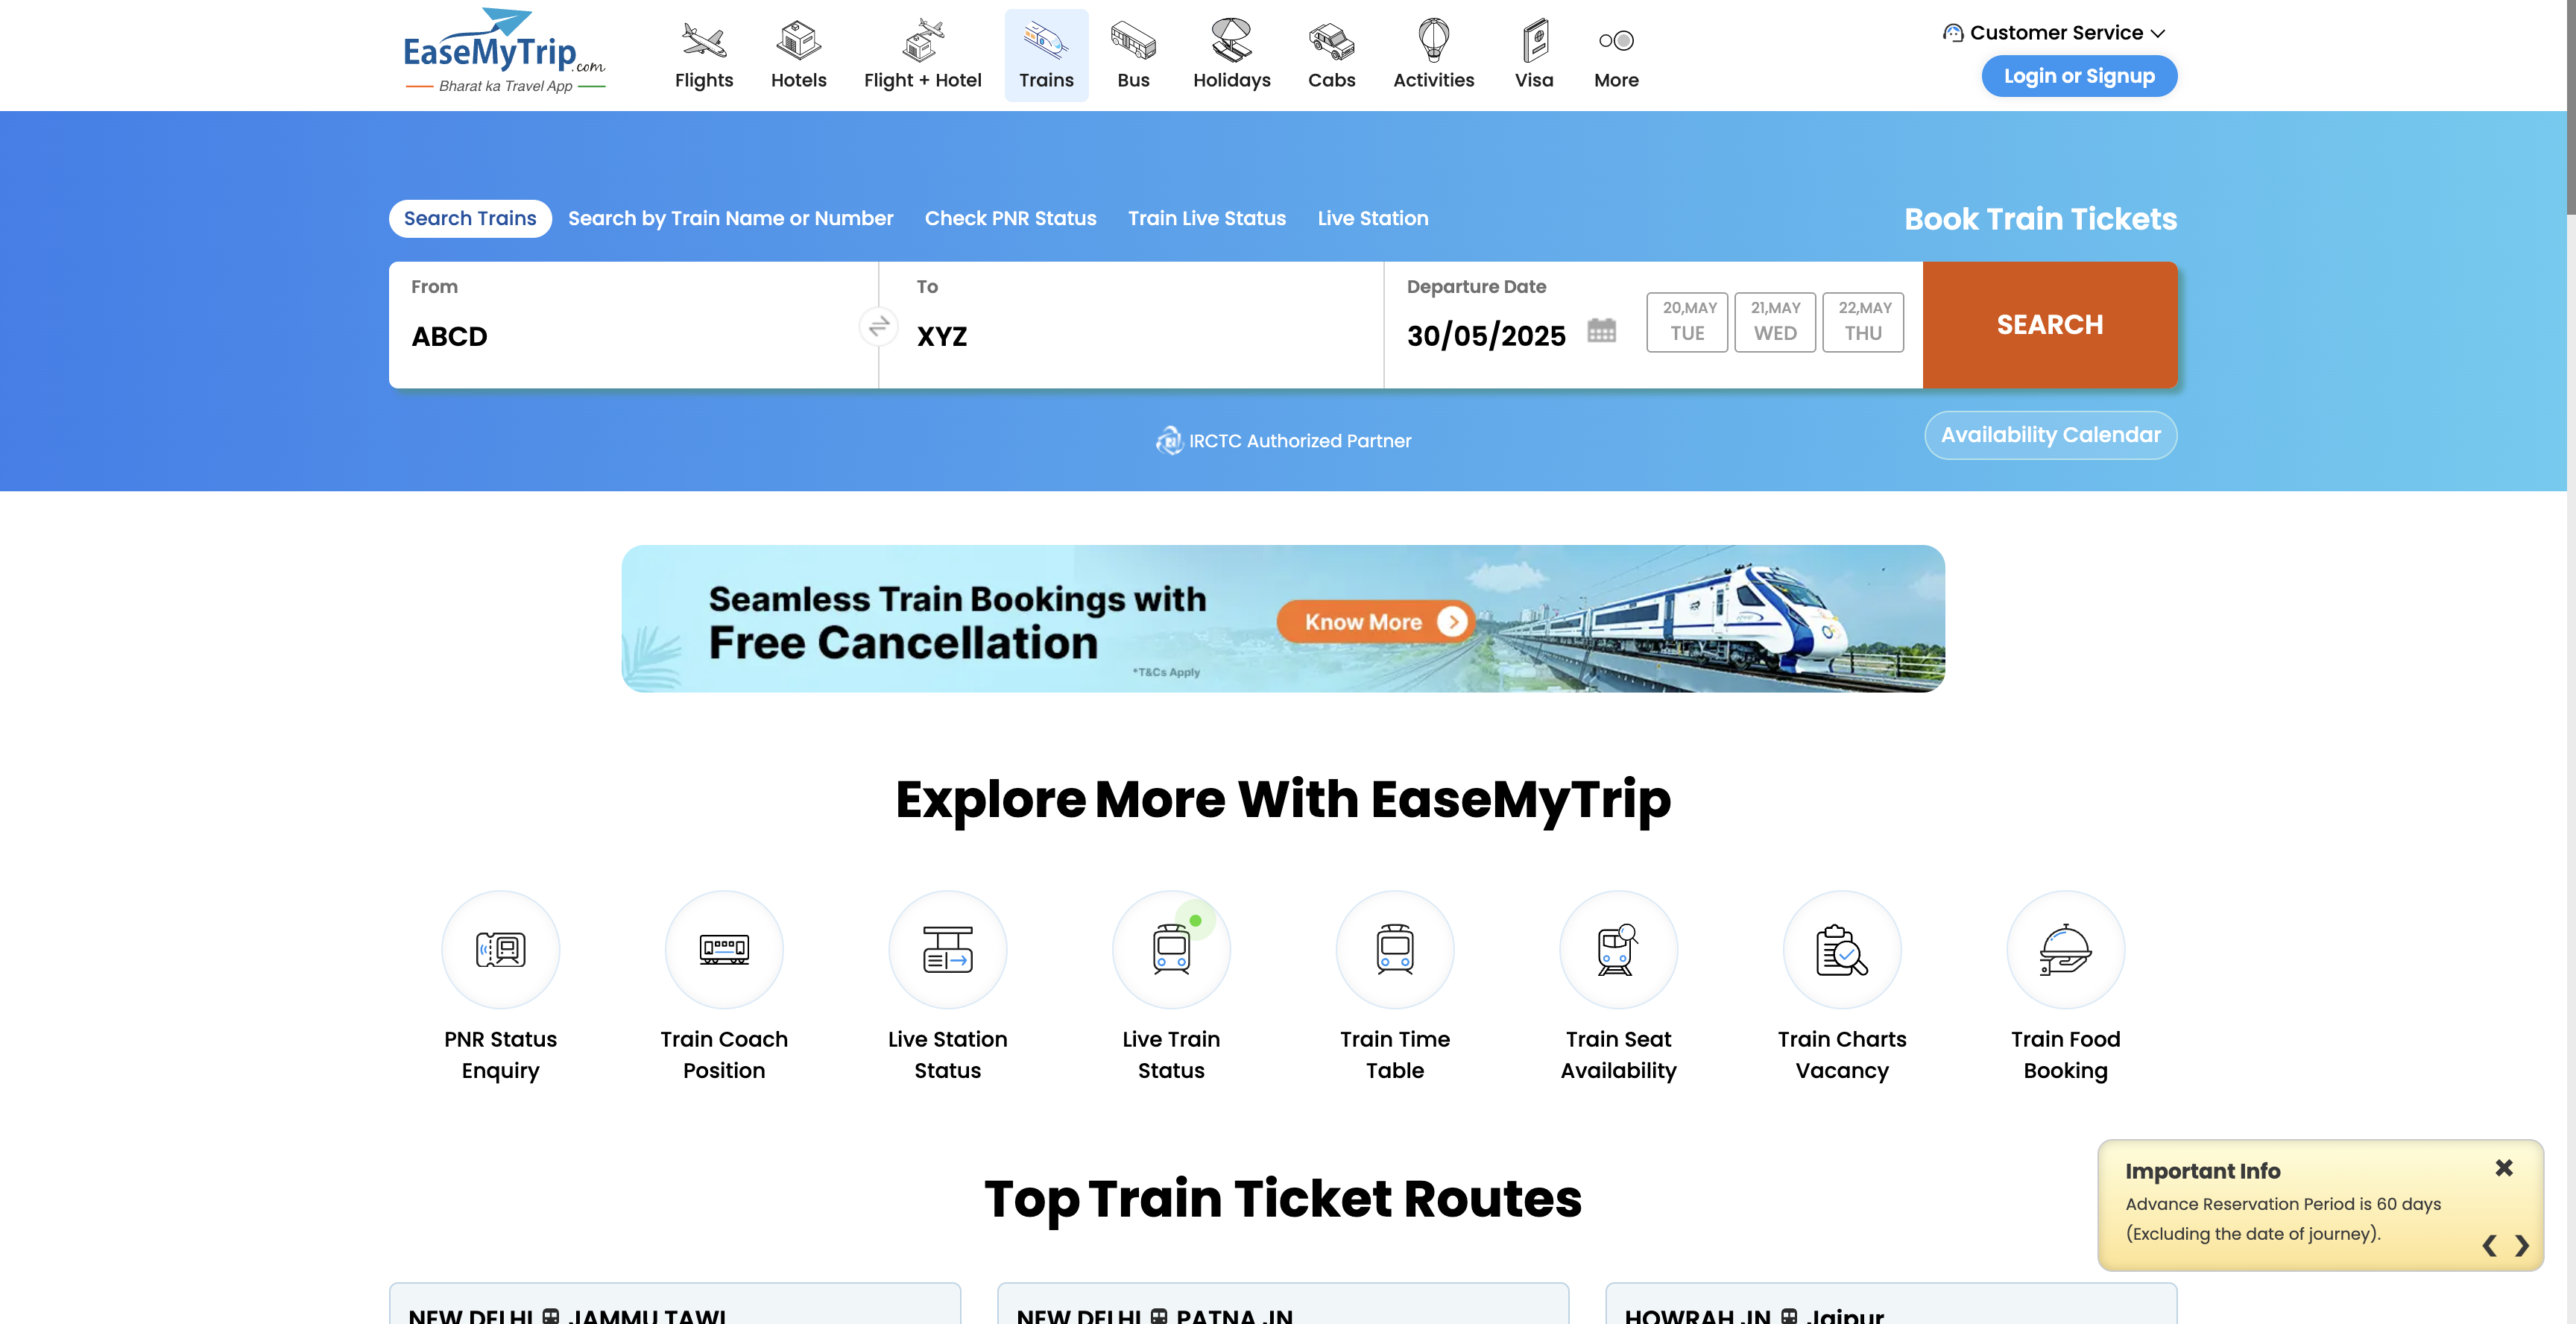 EaseMyTrip.com
Bharat ka Travel App
Flights
Hotels
Flight + Hotel
Trains
Bus
Holidays
Cabs
Activities
Visa
More
Customer Service
Login or Signup
Search Trains
Search by Train Name or Number
Check PNR Status
Train Live Status
Live Station
Book Train Tickets
From
ABCD
To
XYZ
Departure Date
30/05/2025
20,MAY
TUE
21,MAY
WED
22,MAY
THU
SEARCH
IRCTC Authorized Partner
Availability Calendar
Seamless Train Bookings with
Free Cancellation
*T&Cs Apply
Know More
Explore More With EaseMyTrip
PNR Status
Enquiry
Train Coach
Position
Live Station
Status
Live Train
Status
Train Time
Table
Train Seat
Availability
Train Charts
Vacancy
Train Food
Booking
Top Train Ticket Routes
Important Info
Advance Reservation Period is 60 days
(Excluding the date of journey).
NEW DELHI JAMMU TAWI
NEW DELHI PATNA JN
HOWRAH JN Jaipur